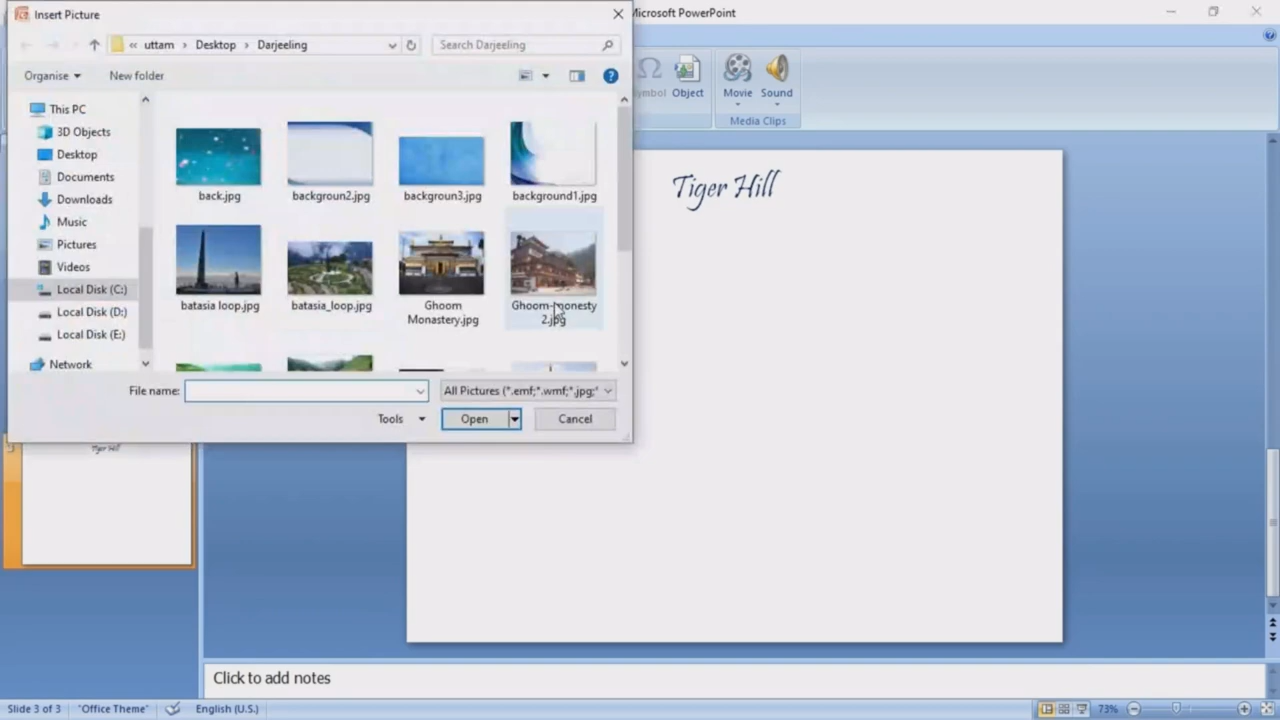 Insert Picture
Microsoft PowerPoint
« uttam > Desktop > Darjeeling
Search Darjeeling
Organise
New folder
Symbol
Object
Movie
Sound
Media Clips
This PC
3D Objects
Desktop
Documents
Downloads
Music
Pictures
Videos
Local Disk (C:)
Local Disk (D:)
Local Disk (E:)
Network
back.jpg
backgroun2.jpg
backgroun3.jpg
background1.jpg
batasia loop.jpg
batasia_loop.jpg
Ghoom
Monastery.jpg
Ghoom-monesty
2.jpg
File name:
All Pictures (*.emf;*.wmf;*.jpg;*
Tools
Open
Cancel
Tiger Hill
Tiger Hill
Click to add notes
Slide 3 of 3
"Office Theme"
English (U.S.)
73%